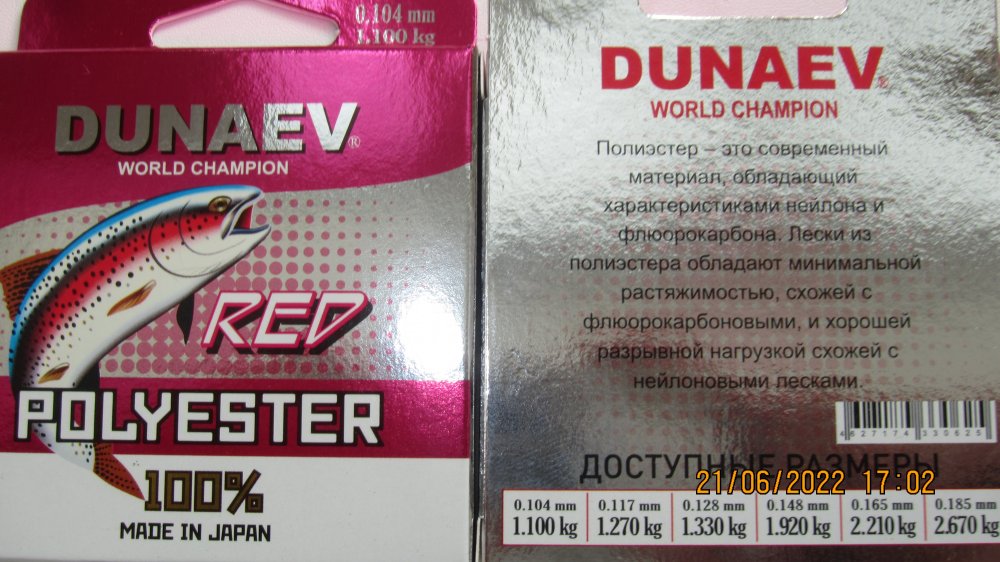 0.104 mm
1.100 kg
DUNAEV®
WORLD CHAMPION
RED
POLYESTER
100%
MADE IN JAPAN
DUNAEV®
WORLD CHAMPION
Полиэстер – это современный
материал, обладающий
характеристиками нейлона и
флюорокарбона. Лески из
полиэстера обладают минимальной
растяжимостью, схожей с
флюорокарбоновыми, и хорошей
разрывной нагрузкой схожей с
нейлоновыми лесками.
4627174 330625
ДОСТУПНЫЕ РАЗМЕРЫ
21/06/2022 17:02
0.104 mm 0.117 mm 0.128 mm 0.148 mm 0.165 mm 0.185 mm
1.100 kg 1.270 kg 1.330 kg 1.920 kg 2.210 kg 2.670 kg